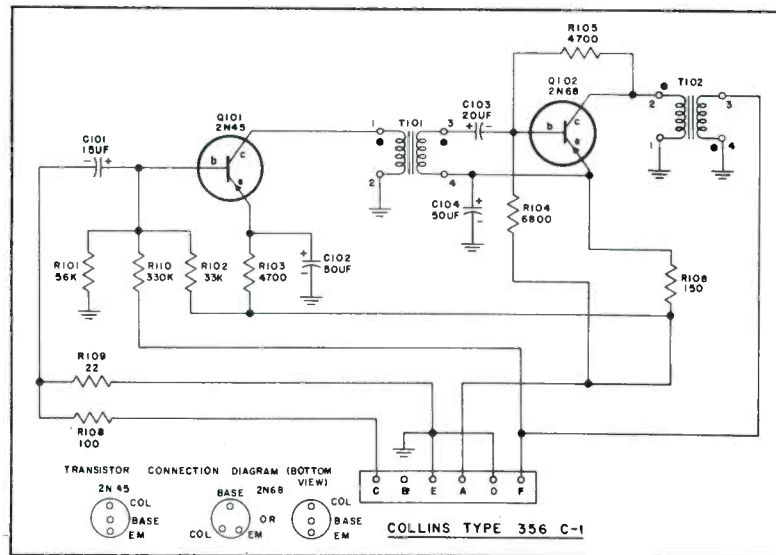 R105
4700
Q102
2N68
T102
C103
20UF
Q101
2N45
C101
15UF
1
T101
3
2
3
b
c
e
b
c
e
2
4
1
4
C104
50UF
R104
6800
R101
56K
R110
330K
R102
33K
R103
4700
C102
50UF
R108
150
R109
22
R108
100
C
B
E
A
D
F
TRANSISTOR CONNECTION DIAGRAM (BOTTOM VIEW)
2N45
COL
BASE
EM
BASE
2N68
COL
EM
OR
COL
BASE
EM
COLLINS TYPE 356 C-1